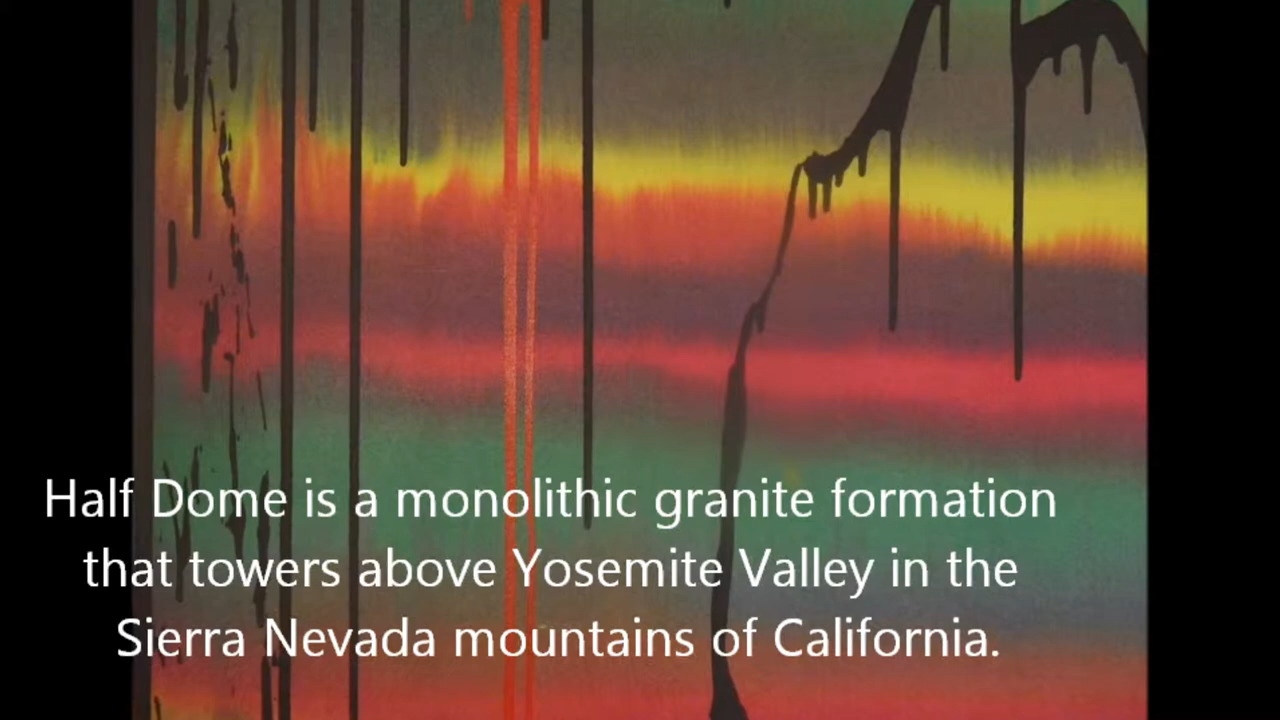 Half Dome is a monolithic granite formation
that towers above Yosemite Valley in the
Sierra Nevada mountains of California.